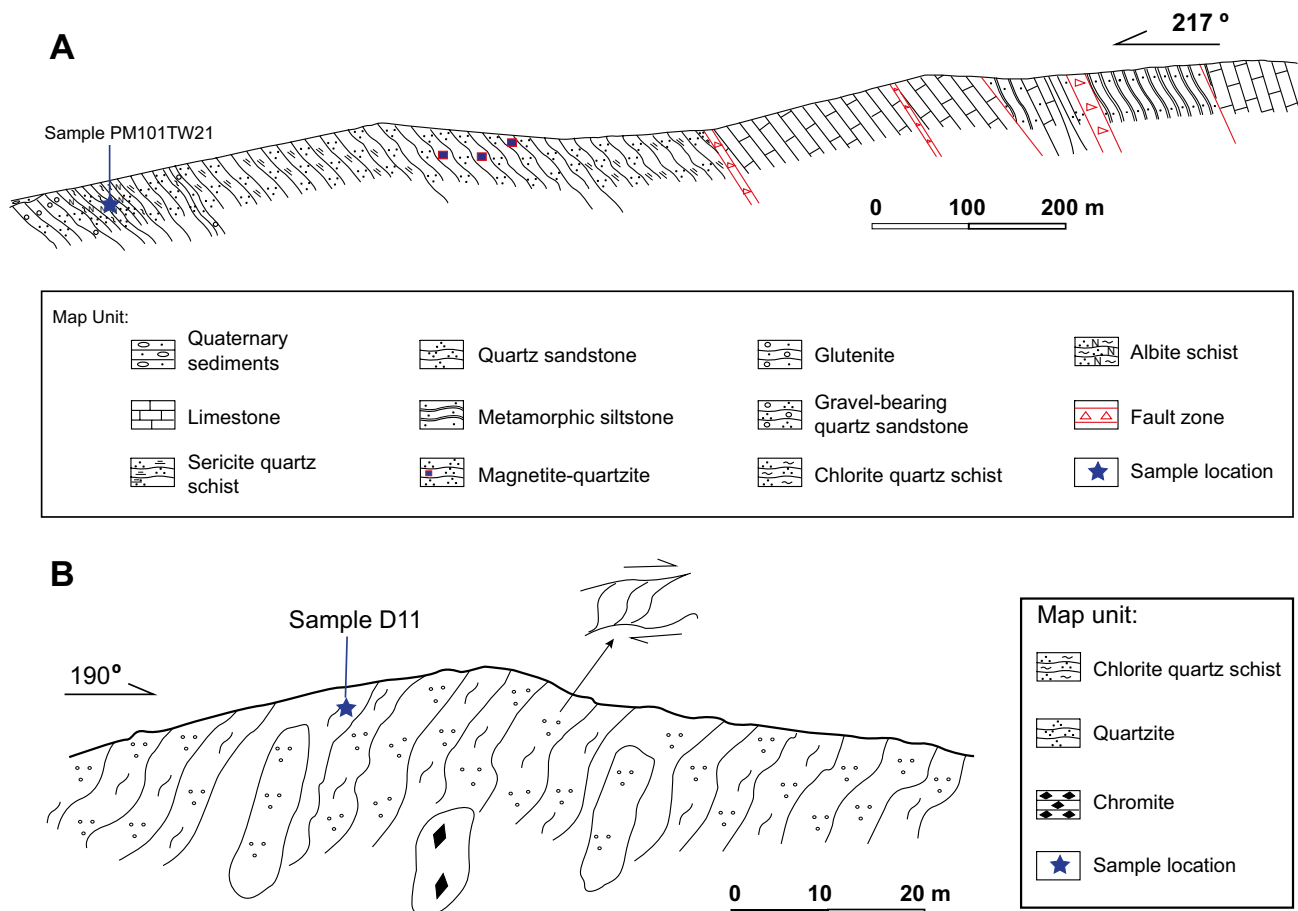 A
217 º
Sample PM101TW21
0 100 200 m
Map Unit:
Quaternary
sediments
Quartz sandstone
Glutenite
Albite schist
Limestone
Metamorphic siltstone
Gravel-bearing
quartz sandstone
Fault zone
Sericite quartz
schist
Magnetite-quartzite
Chlorite quartz schist
Sample location
B
Sample D11
190º
0 10 20 m
Map unit:
Chlorite quartz schist
Quartzite
Chromite
Sample location